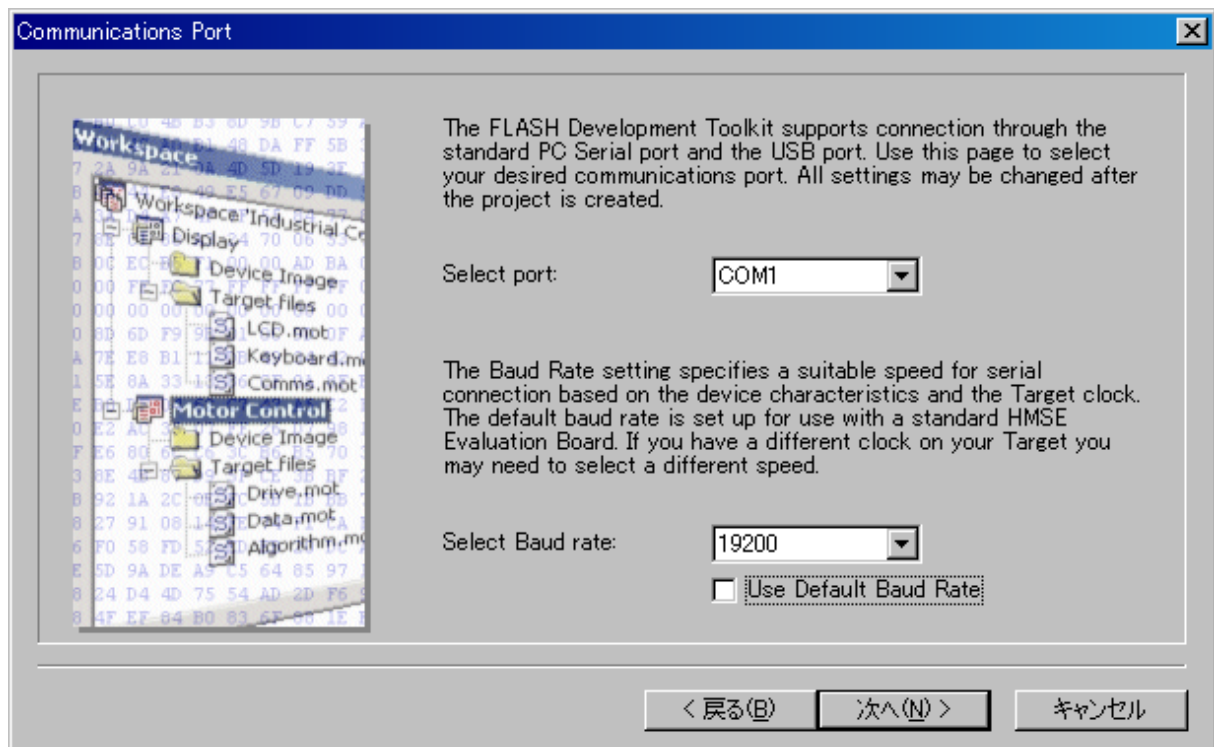 Communications Port
Workspace
Workspace 'Industrial Co
Display
Device Image
Target files
LCD.mot
Keyboard.m
Comms.mot
Motor Control
Device Image
Target files
Drive.mot
Data.mot
Algorithm.mo
The FLASH Development Toolkit supports connection through the
standard PC Serial port and the USB port. Use this page to select
your desired communications port. All settings may be changed after
the project is created.
Select port: COM1
The Baud Rate setting specifies a suitable speed for serial
connection based on the device characteristics and the Target clock.
The default baud rate is set up for use with a standard HMSE
Evaluation Board. If you have a different clock on your Target you
may need to select a different speed.
Select Baud rate: 19200
Use Default Baud Rate
< 戻る(B) 次へ(N) > キャンセル